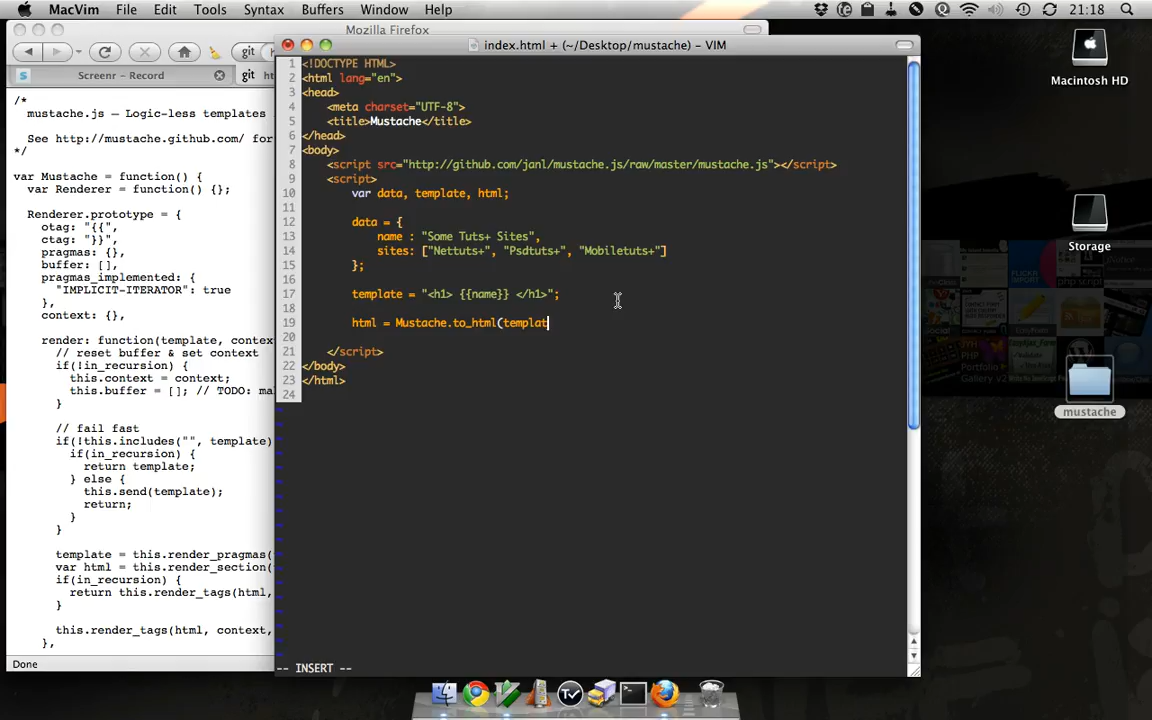 MacVim File Edit Tools Syntax Buffers Window Help 21:18
Mozilla Firefox
index.html + (~/Desktop/mustache) – VIM
git
Screenr - Record
git
/*
mustache.js — Logic-less templates
See http://mustache.github.com/ for
*/
var Mustache = function() {
var Renderer = function() {};
Renderer.prototype = {
otag: "{{",
ctag: "}}",
pragmas: {},
buffer: [],
pragmas_implemented: {
"IMPLICIT-ITERATOR": true
},
context: {},
render: function(template, context
// reset buffer & set context
if(!in_recursion) {
this.context = context;
this.buffer = []; // TODO: ma
}
// fail fast
if(!this.includes("", template)
if(in_recursion) {
return template;
} else {
this.send(template);
return;
}
}
template = this.render_pragmas(
var html = this.render_section(
if(in_recursion) {
return this.render_tags(html,
}
this.render_tags(html, context,
},
Done
1 <!DOCTYPE HTML>
2 <html lang="en">
3 <head>
4 <meta charset="UTF-8">
5 <title>Mustache</title>
6 </head>
7 <body>
8 <script src="http://github.com/janl/mustache.js/raw/master/mustache.js"></script>
9 <script>
10 var data, template, html;
11
12 data = {
13 name : "Some Tuts+ Sites",
14 sites: ["Nettuts+", "Psdtuts+", "Mobiletuts+"]
15 };
16
17 template = "<h1> {{name}} </h1>";
18
19 html = Mustache.to_html(templat
20
21 </script>
22 </body>
23 </html>
24
-- INSERT --
Macintosh HD
Storage
mustache